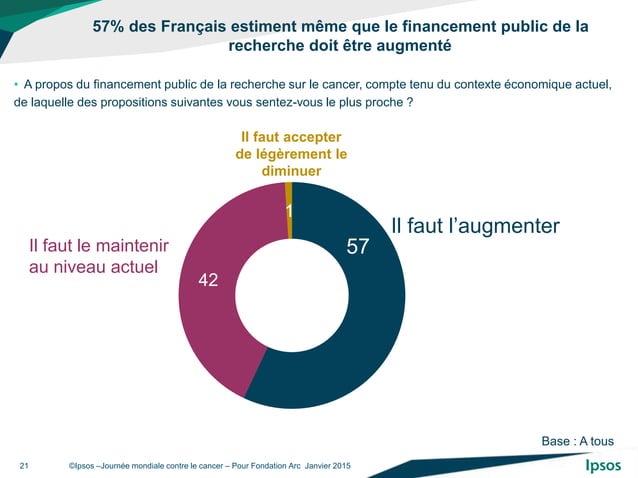 57% des Français estiment même que le financement public de la
recherche doit être augmenté
• A propos du financement public de la recherche sur le cancer, compte tenu du contexte économique actuel,
de laquelle des propositions suivantes vous sentez-vous le plus proche ?
Il faut accepter
de légèrement le
diminuer
1
Il faut l’augmenter
57
Il faut le maintenir
au niveau actuel
42
Base : A tous
21 ©Ipsos –Journée mondiale contre le cancer – Pour Fondation Arc Janvier 2015
Ipsos